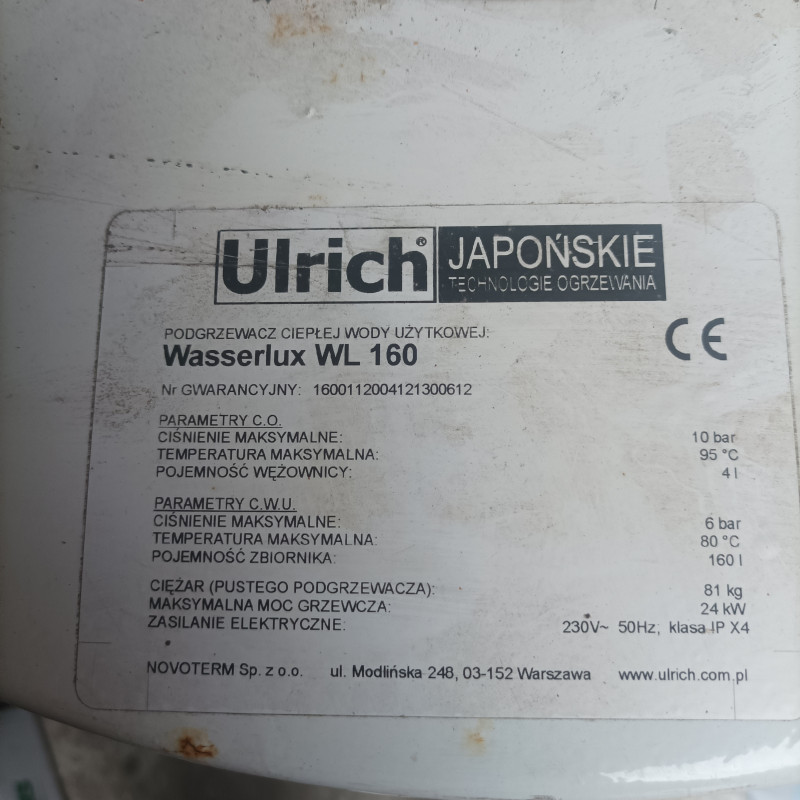 Ulrich® JAPOŃSKIE
TECHNOLOGIE OGRZEWANIA
PODGRZEWACZ CIEPŁEJ WODY UŻYTKOWEJ:
Wasserlux WL 160
CE
Nr GWARANCYJNY: 1600112004121300612
PARAMETRY C.O.
CIŚNIENIE MAKSYMALNE: 10 bar
TEMPERATURA MAKSYMALNA: 95 °C
POJEMNOŚĆ WĘŻOWNICY: 4 l
PARAMETRY C.W.U.
CIŚNIENIE MAKSYMALNE: 6 bar
TEMPERATURA MAKSYMALNA: 80 °C
POJEMNOŚĆ ZBIORNIKA: 160 l
CIĘŻAR (PUSTEGO PODGRZEWACZA): 81 kg
MAKSYMALNA MOC GRZEWCZA: 24 kW
ZASILANIE ELEKTRYCZNE: 230V~ 50Hz; klasa IP X4
NOVOTERM Sp. z o.o. ul. Modlińska 248, 03-152 Warszawa www.ulrich.com.pl